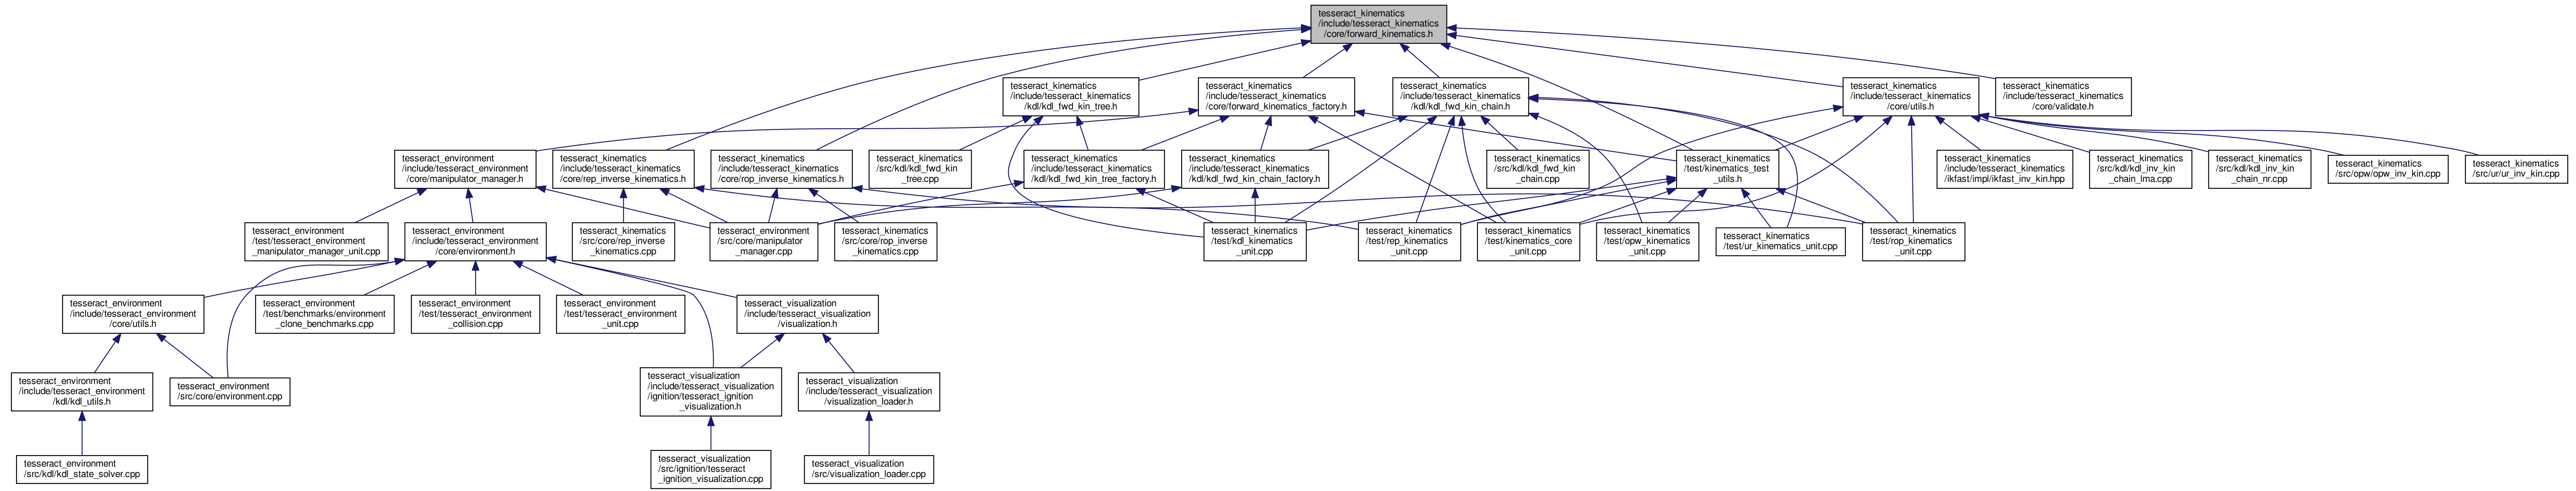 tesseract_kinematics
/include/tesseract_kinematics
/core/forward_kinematics.h
tesseract_kinematics
/include/tesseract_kinematics
/kdl/kdl_fwd_kin_tree.h
tesseract_kinematics
/include/tesseract_kinematics
/core/forward_kinematics_factory.h
tesseract_kinematics
/include/tesseract_kinematics
/kdl/kdl_fwd_kin_chain.h
tesseract_kinematics
/include/tesseract_kinematics
/core/utils.h
tesseract_kinematics
/include/tesseract_kinematics
/core/validate.h
tesseract_environment
/include/tesseract_environment
/core/manipulator_manager.h
tesseract_kinematics
/include/tesseract_kinematics
/core/rep_inverse_kinematics.h
tesseract_kinematics
/include/tesseract_kinematics
/core/rop_inverse_kinematics.h
tesseract_kinematics
/src/kdl/kdl_fwd_kin
_tree.cpp
tesseract_kinematics
/include/tesseract_kinematics
/kdl/kdl_fwd_kin_tree_factory.h
tesseract_kinematics
/include/tesseract_kinematics
/kdl/kdl_fwd_kin_chain_factory.h
tesseract_kinematics
/src/kdl/kdl_fwd_kin
_chain.cpp
tesseract_kinematics
/test/kinematics_test
_utils.h
tesseract_kinematics
/include/tesseract_kinematics
/ikfast/impl/ikfast_inv_kin.hpp
tesseract_kinematics
/src/kdl/kdl_inv_kin
_chain_lma.cpp
tesseract_kinematics
/src/kdl/kdl_inv_kin
_chain_nr.cpp
tesseract_kinematics
/src/opw/opw_inv_kin.cpp
tesseract_kinematics
/src/ur/ur_inv_kin.cpp
tesseract_environment
/test/tesseract_environment
_manipulator_manager_unit.cpp
tesseract_environment
/include/tesseract_environment
/core/environment.h
tesseract_kinematics
/src/core/rep_inverse
_kinematics.cpp
tesseract_environment
/src/core/manipulator
_manager.cpp
tesseract_kinematics
/src/core/rop_inverse
_kinematics.cpp
tesseract_kinematics
/test/kdl_kinematics
_unit.cpp
tesseract_kinematics
/test/rep_kinematics
_unit.cpp
tesseract_kinematics
/test/kinematics_core
_unit.cpp
tesseract_kinematics
/test/opw_kinematics
_unit.cpp
tesseract_kinematics
/test/ur_kinematics_unit.cpp
tesseract_kinematics
/test/rop_kinematics
_unit.cpp
tesseract_environment
/include/tesseract_environment
/core/utils.h
tesseract_environment
/test/benchmarks/environment
_clone_benchmarks.cpp
tesseract_environment
/test/tesseract_environment
_collision.cpp
tesseract_environment
/test/tesseract_environment
_unit.cpp
tesseract_visualization
/include/tesseract_visualization
/visualization.h
tesseract_environment
/include/tesseract_environment
/kdl/kdl_utils.h
tesseract_environment
/src/core/environment.cpp
tesseract_visualization
/include/tesseract_visualization
/ignition/tesseract_ignition
_visualization.h
tesseract_visualization
/include/tesseract_visualization
/visualization_loader.h
tesseract_environment
/src/kdl/kdl_state_solver.cpp
tesseract_visualization
/src/ignition/tesseract
_ignition_visualization.cpp
tesseract_visualization
/src/visualization_loader.cpp